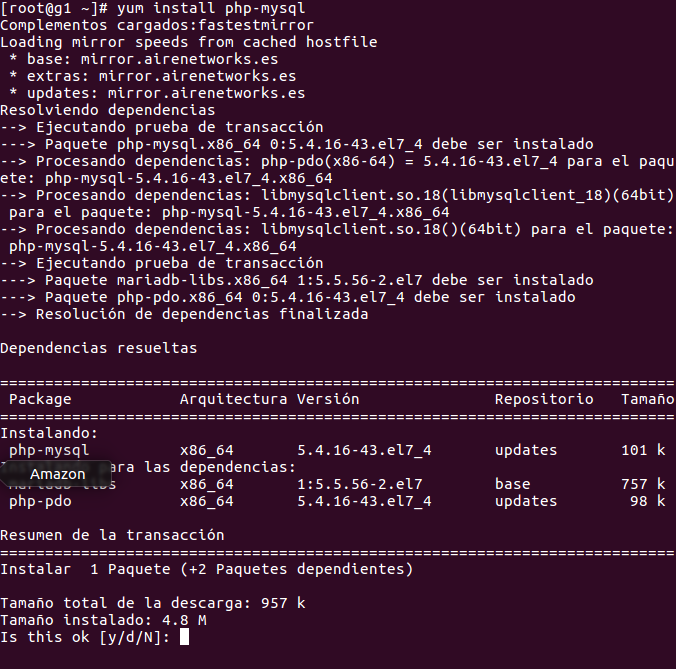 [root@g1 ~]# yum install php-mysql
Complementos cargados:fastestmirror
Loading mirror speeds from cached hostfile
 * base: mirror.airenetworks.es
 * extras: mirror.airenetworks.es
 * updates: mirror.airenetworks.es
Resolviendo dependencias
--> Ejecutando prueba de transacción
---> Paquete php-mysql.x86_64 0:5.4.16-43.el7_4 debe ser instalado
--> Procesando dependencias: php-pdo(x86-64) = 5.4.16-43.el7_4 para el paqu
ete: php-mysql-5.4.16-43.el7_4.x86_64
--> Procesando dependencias: libmysqlclient.so.18(libmysqlclient_18)(64bit)
 para el paquete: php-mysql-5.4.16-43.el7_4.x86_64
--> Procesando dependencias: libmysqlclient.so.18()(64bit) para el paquete:
 php-mysql-5.4.16-43.el7_4.x86_64
--> Ejecutando prueba de transacción
---> Paquete mariadb-libs.x86_64 1:5.5.56-2.el7 debe ser instalado
---> Paquete php-pdo.x86_64 0:5.4.16-43.el7_4 debe ser instalado
--> Resolución de dependencias finalizada

Dependencias resueltas

===========================================================================
 Package            Arquitectura Versión               Repositorio   Tamaño
===========================================================================
Instalando:
 php-mysql          x86_64       5.4.16-43.el7_4       updates       101 k
para las dependencias:
Amazon
x86_64       1:5.5.56-2.el7        base          757 k
 php-pdo            x86_64       5.4.16-43.el7_4       updates        98 k

Resumen de la transacción
===========================================================================
Instalar  1 Paquete (+2 Paquetes dependientes)

Tamaño total de la descarga: 957 k
Tamaño instalado: 4.8 M
Is this ok [y/d/N]: